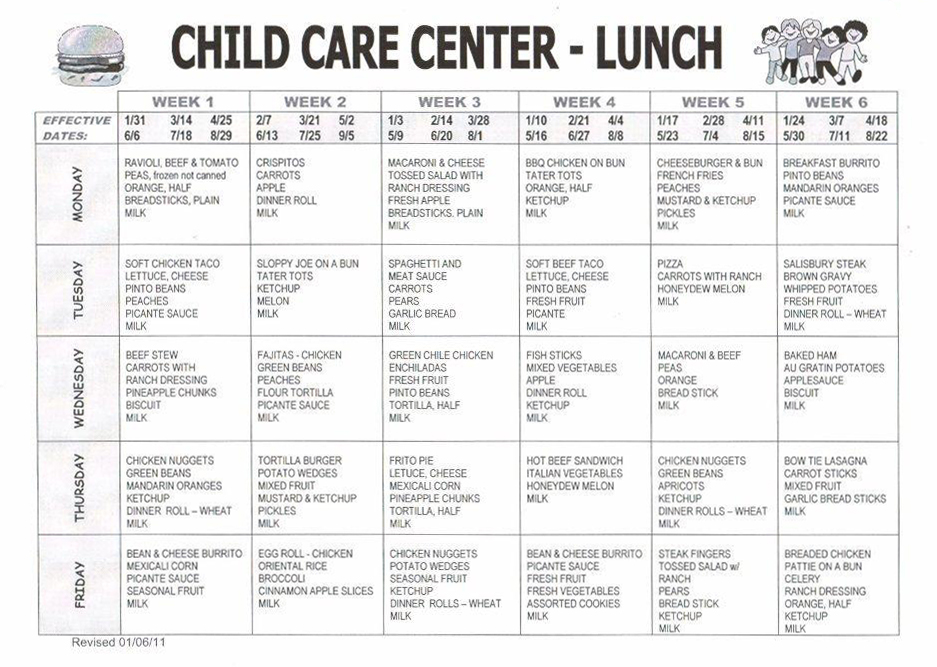 CHILD CARE CENTER - LUNCH
WEEK 1 WEEK 2 WEEK 3 WEEK 4 WEEK 5 WEEK 6
EFFECTIVE DATES:
1/31 3/14 4/25
6/6 7/18 8/29
2/7 3/21 5/2
6/13 7/25 9/5
1/3 2/14 3/28
5/9 6/20 8/1
1/10 2/21 4/4
5/16 6/27 8/8
1/17 2/28 4/11
5/23 7/4 8/15
1/24 3/7 4/18
5/30 7/11 8/22
MONDAY
RAVIOLI, BEEF & TOMATO
PEAS, frozen not canned
ORANGE, HALF
BREADSTICKS, PLAIN
MILK
CRISPITOS
CARROTS
APPLE
DINNER ROLL
MILK
MACARONI & CHEESE
TOSSED SALAD WITH
RANCH DRESSING
FRESH APPLE
BREADSTICKS. PLAIN
MILK
BBQ CHICKEN ON BUN
TATER TOTS
ORANGE, HALF
KETCHUP
MILK
CHEESEBURGER & BUN
FRENCH FRIES
PEACHES
MUSTARD & KETCHUP
PICKLES
MILK
BREAKFAST BURRITO
PINTO BEANS
MANDARIN ORANGES
PICANTE SAUCE
MILK
TUESDAY
SOFT CHICKEN TACO
LETTUCE, CHEESE
PINTO BEANS
PEACHES
PICANTE SAUCE
MILK
SLOPPY JOE ON A BUN
TATER TOTS
KETCHUP
MELON
MILK
SPAGHETTI AND
MEAT SAUCE
CARROTS
PEARS
GARLIC BREAD
MILK
SOFT BEEF TACO
LETTUCE, CHEESE
PINTO BEANS
FRESH FRUIT
PICANTE
MILK
PIZZA
CARROTS WITH RANCH
HONEYDEW MELON
MILK
SALISBURY STEAK
BROWN GRAVY
WHIPPED POTATOES
FRESH FRUIT
DINNER ROLL – WHEAT
MILK
WEDNESDAY
BEEF STEW
CARROTS WITH
RANCH DRESSING
PINEAPPLE CHUNKS
BISCUIT
MILK
FAJITAS - CHICKEN
GREEN BEANS
PEACHES
FLOUR TORTILLA
PICANTE SAUCE
MILK
GREEN CHILE CHICKEN
ENCHILADAS
FRESH FRUIT
PINTO BEANS
TORTILLA, HALF
MILK
FISH STICKS
MIXED VEGETABLES
APPLE
DINNER ROLL
KETCHUP
MILK
MACARONI & BEEF
PEAS
ORANGE
BREAD STICK
MILK
BAKED HAM
AU GRATIN POTATOES
APPLESAUCE
BISCUIT
MILK
THURSDAY
CHICKEN NUGGETS
GREEN BEANS
MANDARIN ORANGES
KETCHUP
DINNER ROLL – WHEAT
MILK
TORTILLA BURGER
POTATO WEDGES
MIXED FRUIT
MUSTARD & KETCHUP
PICKLES
MILK
FRITO PIE
LETUCE, CHEESE
MEXICALI CORN
PINEAPPLE CHUNKS
TORTILLA, HALF
MILK
HOT BEEF SANDWICH
ITALIAN VEGETABLES
HONEYDEW MELON
MILK
CHICKEN NUGGETS
GREEN BEANS
APRICOTS
KETCHUP
DINNER ROLLS – WHEAT
MILK
BOW TIE LASAGNA
CARROT STICKS
MIXED FRUIT
GARLIC BREAD STICKS
MILK
FRIDAY
BEAN & CHEESE BURRITO
MEXICALI CORN
PICANTE SAUCE
SEASONAL FRUIT
MILK
EGG ROLL - CHICKEN
ORIENTAL RICE
BROCCOLI
CINNAMON APPLE SLICES
MILK
CHICKEN NUGGETS
POTATO WEDGES
SEASONAL FRUIT
KETCHUP
DINNER ROLLS – WHEAT
MILK
BEAN & CHEESE BURRITO
PICANTE SAUCE
FRESH FRUIT
FRESH VEGETABLES
ASSORTED COOKIES
MILK
STEAK FINGERS
TOSSED SALAD w/
RANCH
PEARS
BREAD STICK
KETCHUP
MILK
BREADED CHICKEN
PATTIE ON A BUN
CELERY
RANCH DRESSING
ORANGE, HALF
KETCHUP
MILK
Revised 01/06/11